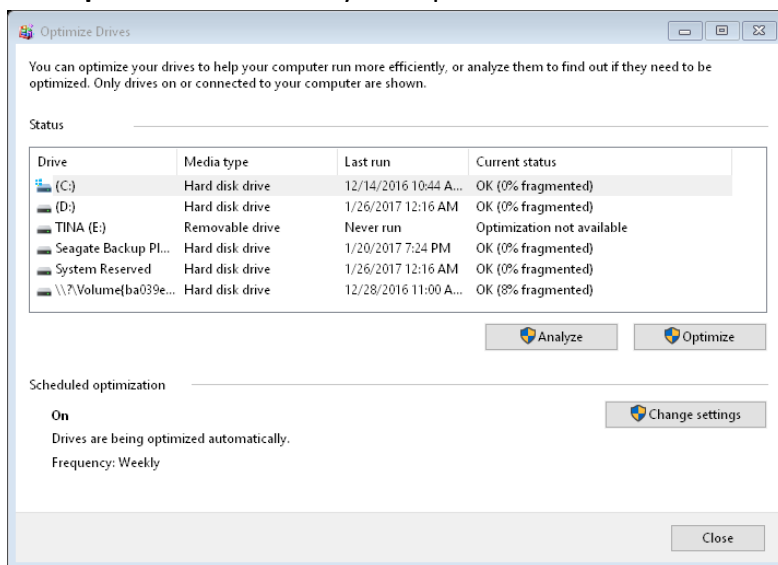 Optimize Drives
You can optimize your drives to help your computer run more efficiently, or analyze them to find out if they need to be
optimized. Only drives on or connected to your computer are shown.
Status
Drive Media type Last run Current status
(C:) Hard disk drive 12/14/2016 10:44 A... OK (0% fragmented)
(D:) Hard disk drive 1/26/2017 12:16 AM OK (0% fragmented)
TINA (E:) Removable drive Never run Optimization not available
Seagate Backup Pl... Hard disk drive 1/20/2017 7:24 PM OK (0% fragmented)
System Reserved Hard disk drive 1/26/2017 12:16 AM OK (0% fragmented)
\\?\Volume{ba039e... Hard disk drive 12/28/2016 11:00 A... OK (8% fragmented)
Analyze Optimize
Scheduled optimization
On Change settings
Drives are being optimized automatically.
Frequency: Weekly
Close